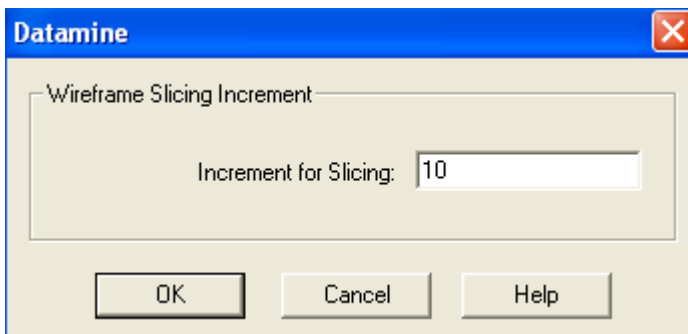 Datamine
Wireframe Slicing Increment
Increment for Slicing: 10
OK Cancel Help